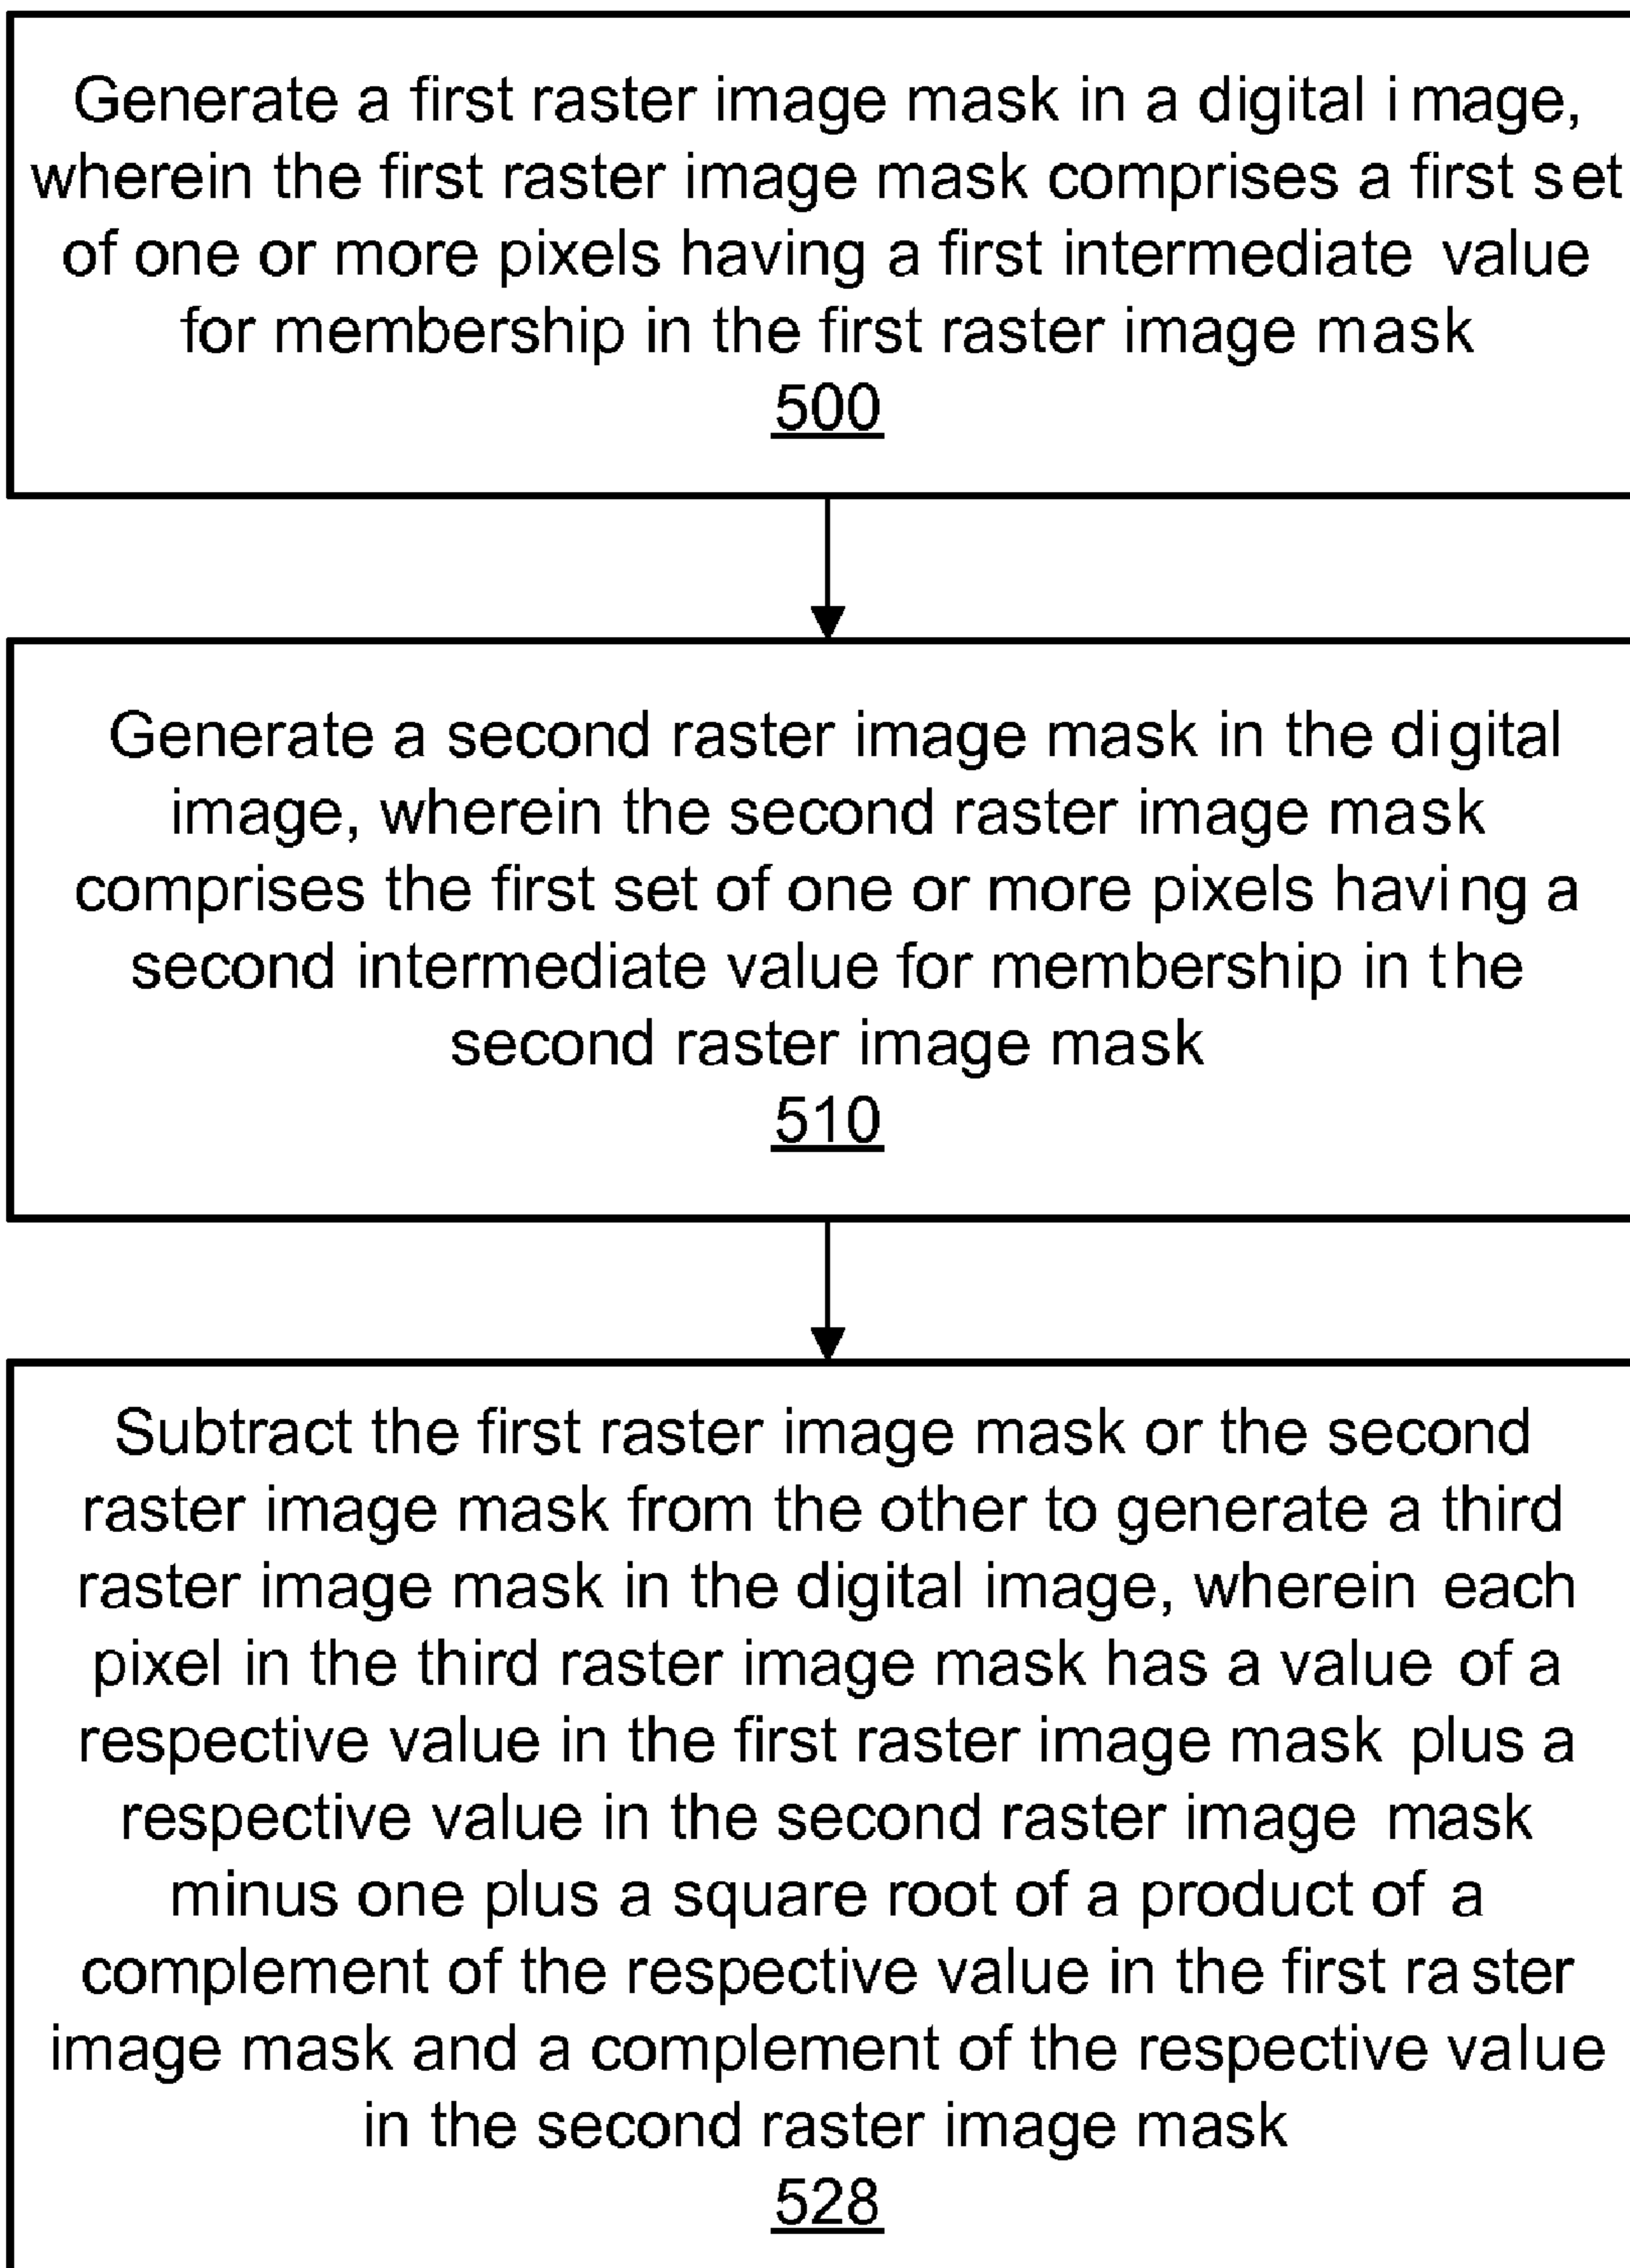 Generate a first raster image mask in a digital image,
wherein the first raster image mask comprises a first set
of one or more pixels having a first intermediate value
for membership in the first raster image mask
500
Generate a second raster image mask in the digital
image, wherein the second raster image mask
comprises the first set of one or more pixels having a
second intermediate value for membership in the
second raster image mask
510
Subtract the first raster image mask or the second
raster image mask from the other to generate a third
raster image mask in the digital image, wherein each
pixel in the third raster image mask has a value of a
respective value in the first raster image mask plus a
respective value in the second raster image mask
minus one plus a square root of a product of a
complement of the respective value in the first raster
image mask and a complement of the respective value
in the second raster image mask
528